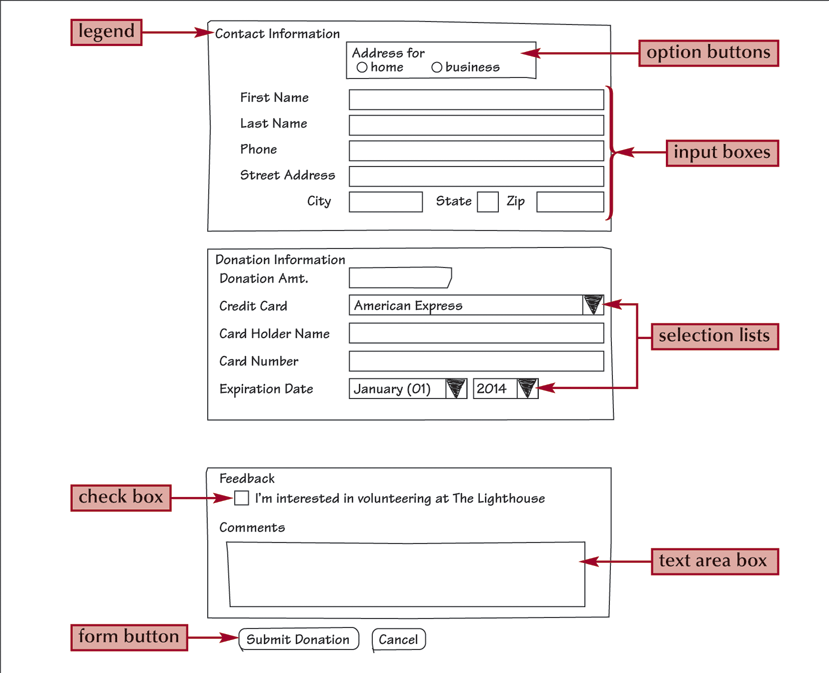 legend
Contact Information
Address for
home business
option buttons
First Name
Last Name
Phone
input boxes
Street Address
City State Zip
Donation Information
Donation Amt.
Credit Card American Express
Card Holder Name
selection lists
Card Number
Expiration Date January (01) 2014
Feedback
check box
I'm interested in volunteering at The Lighthouse
Comments
text area box
form button
Submit Donation Cancel